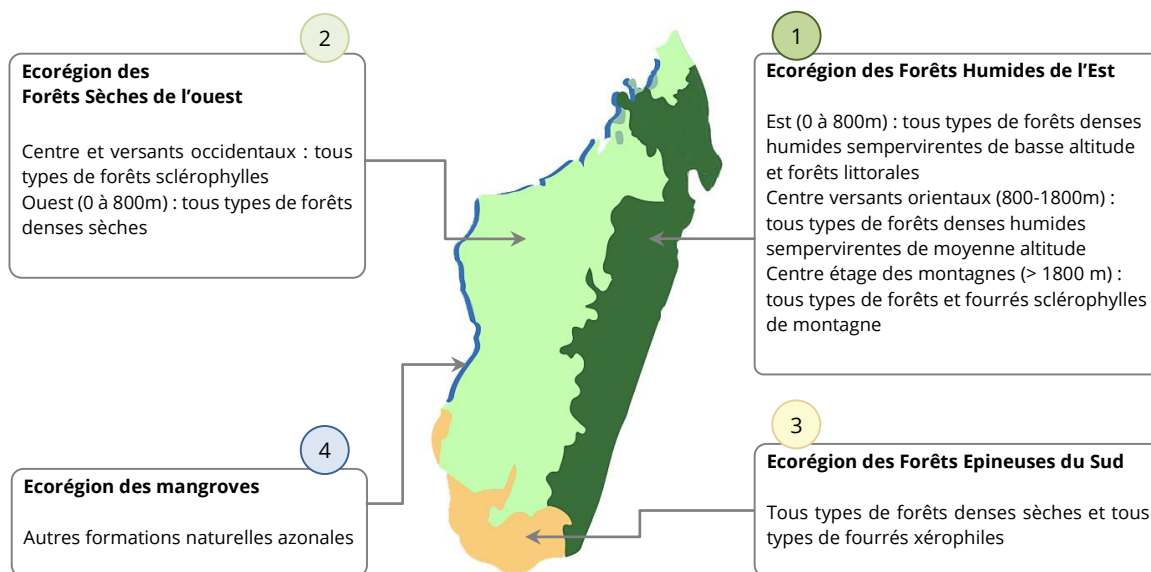 2
Ecorégion des
Forêts Sèches de l’ouest
Centre et versants occidentaux : tous
types de forêts sclérophylles
Ouest (0 à 800m) : tous types de forêts
denses sèches
1
Ecorégion des Forêts Humides de l’Est
Est (0 à 800m) : tous types de forêts denses
humides sempervirentes de basse altitude
et forêts littorales
Centre versants orientaux (800-1800m) :
tous types de forêts denses humides
sempervirentes de moyenne altitude
Centre étage des montagnes (> 1800 m) :
tous types de forêts et fourrés sclérophylles
de montagne
4
Ecorégion des mangroves
Autres formations naturelles azonales
3
Ecorégion des Forêts Epineuses du Sud
Tous types de forêts denses sèches et tous
types de fourrés xérophiles